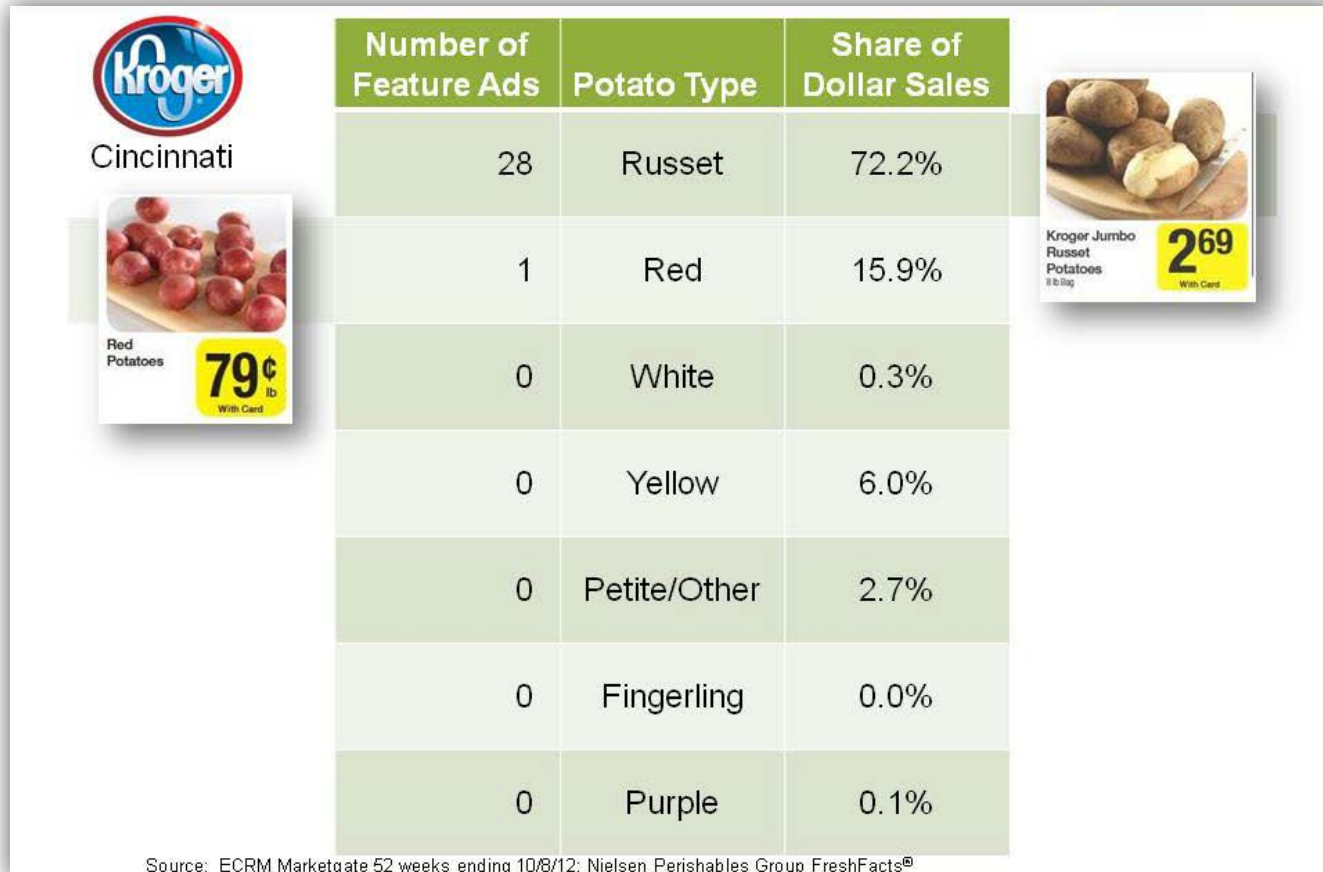 Kroger
Cincinnati
Number of Feature Ads Potato Type Share of Dollar Sales
28 Russet 72.2%
1 Red 15.9%
0 White 0.3%
0 Yellow 6.0%
0 Petite/Other 2.7%
0 Fingerling 0.0%
0 Purple 0.1%
Red
Potatoes
79¢ lb
With Card
Kroger Jumbo
Russet
Potatoes
8 lb Bag
2 69
With Card
Source: ECRM Marketgate 52 weeks ending 10/8/12; Nielsen Perishables Group FreshFacts®